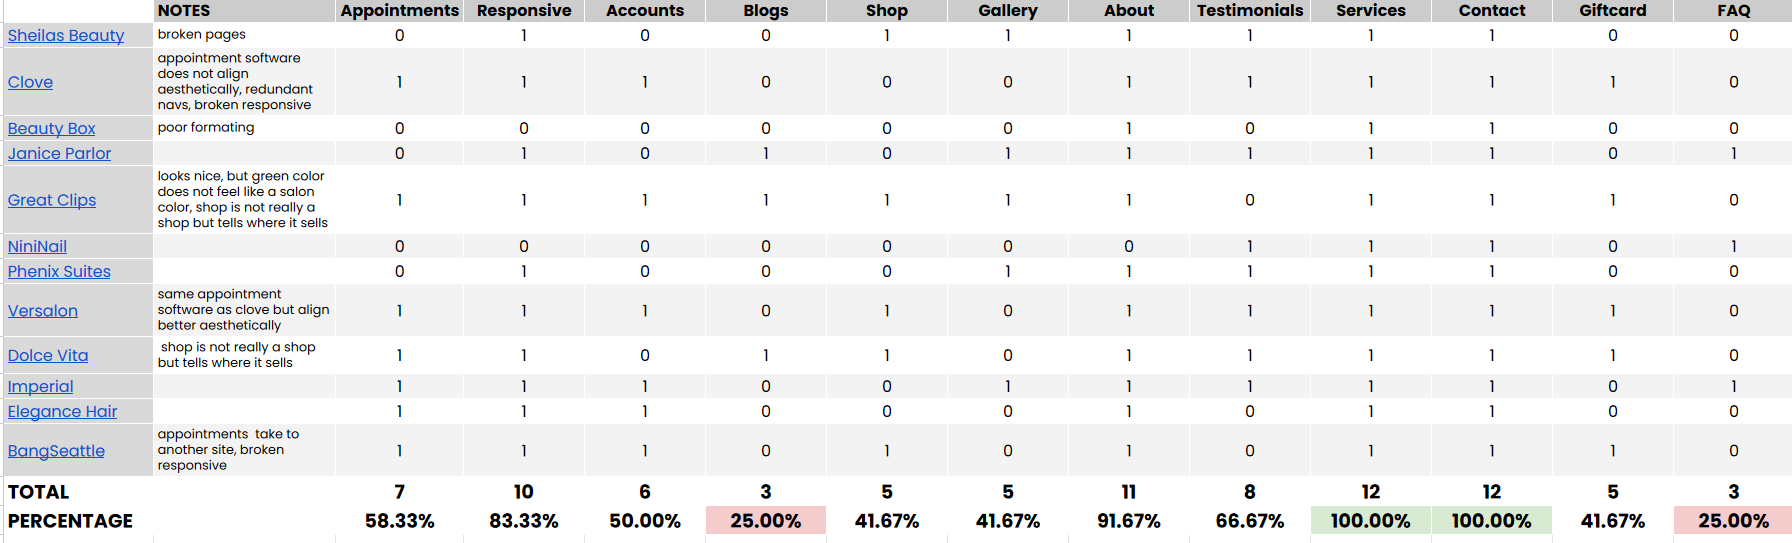 NOTES Appointments Responsive Accounts Blogs Shop Gallery About Testimonials Services Contact Giftcard FAQ
Sheilas Beauty broken pages 0 1 0 0 1 1 1 1 1 1 0 0
Clove appointment software
does not align
aesthetically, redundant
navs, broken responsive 1 1 1 0 0 0 1 1 1 1 1 0
Beauty Box poor formating 0 0 0 0 0 0 1 0 1 1 0 0
Janice Parlor 0 1 0 1 0 1 1 1 1 1 0 1
Great Clips looks nice, but green color
does not feel like a salon
color, shop is not really a
shop but tells where it sells 1 1 1 1 1 1 1 0 1 1 1 0
NiniNail 0 0 0 0 0 0 0 1 1 1 0 1
Phenix Suites 0 1 0 0 0 1 1 1 1 1 0 0
Versalon same appointment
software as clove but align
better aesthetically 1 1 1 0 1 0 1 1 1 1 1 0
Dolce Vita shop is not really a shop
but tells where it sells 1 1 0 1 1 0 1 1 1 1 1 0
Imperial 1 1 1 0 0 1 1 1 1 1 0 1
Elegance Hair 1 1 1 0 0 0 1 0 1 1 0 0
BangSeattle appointments take to
another site, broken
responsive 1 1 1 0 1 0 1 0 1 1 1 0
TOTAL 7 10 6 3 5 5 11 8 12 12 5 3
PERCENTAGE 58.33% 83.33% 50.00% 25.00% 41.67% 41.67% 91.67% 66.67% 100.00% 100.00% 41.67% 25.00%